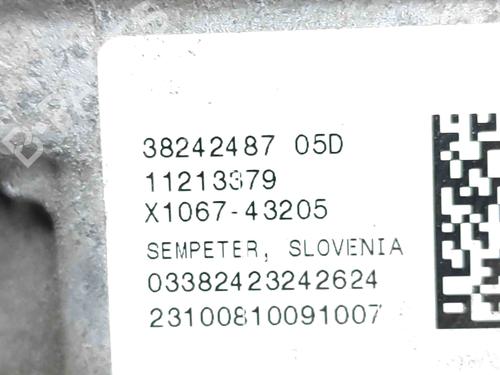 38242487 05D
11213379
X1067-43205
SEMPETER, SLOVENIA
03382423242624
23100810091007